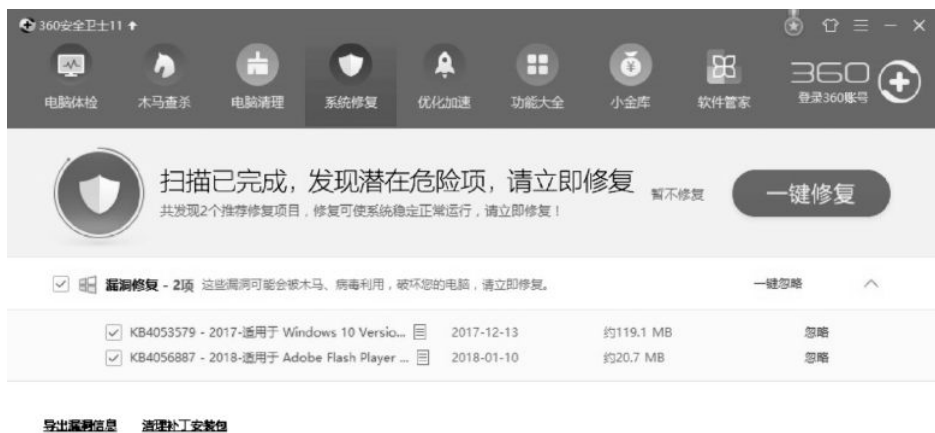 360安全卫士11
电脑体检 木马查杀 电脑清理 系统修复 优化加速 功能大全 小金库 软件管家 360 登录360账号
扫描已完成，发现潜在危险项，请立即修复 暂不修复 一键修复
共发现2个推荐修复项目，修复可使系统稳定正常运行，请立即修复！
漏洞修复 - 2项 这些漏洞可能会被木马、病毒利用，破坏您的电脑，请立即修复。 一键忽略
KB4053579 - 2017-适用于 Windows 10 Versio... 2017-12-13 约119.1 MB 忽略
KB4056887 - 2018-适用于 Adobe Flash Player ... 2018-01-10 约20.7 MB 忽略
导出漏洞信息 清理补丁安装包